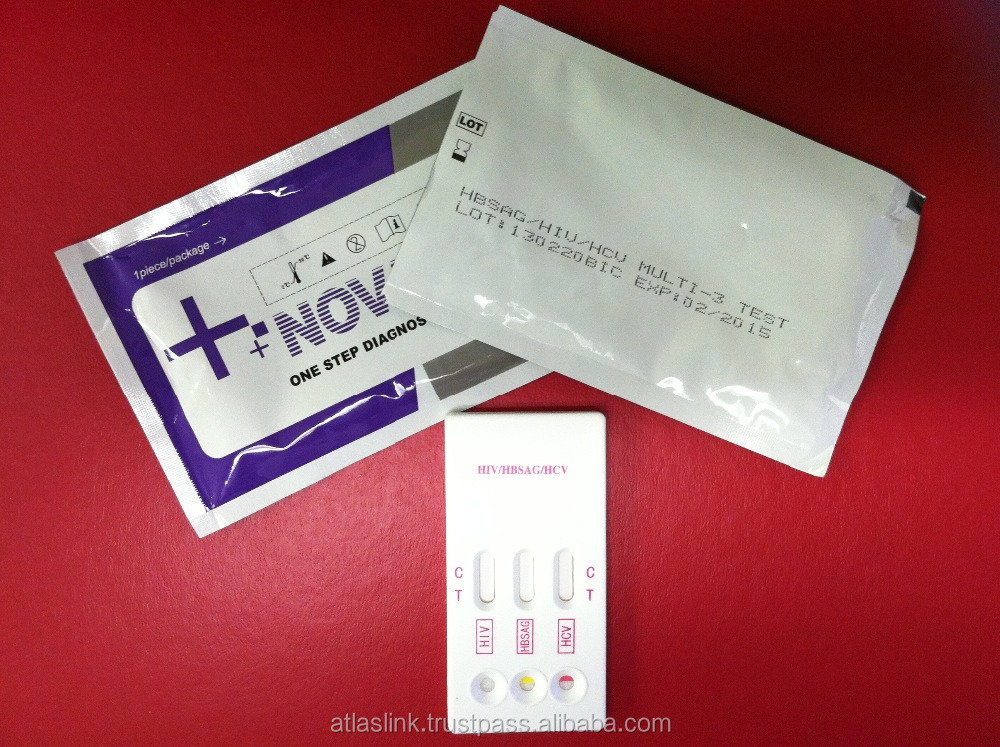 1piece/package →
NOV
ONE STEP DIAGNOS
LOT
HBSAG/HIV/HCV MULTI-3 TEST
LOT:130220BIC EXP:02/2015
HIV/HBSAG/HCV
C C
T T
HIV HBSAG HCV
atlaslink.trustpass.alibaba.com